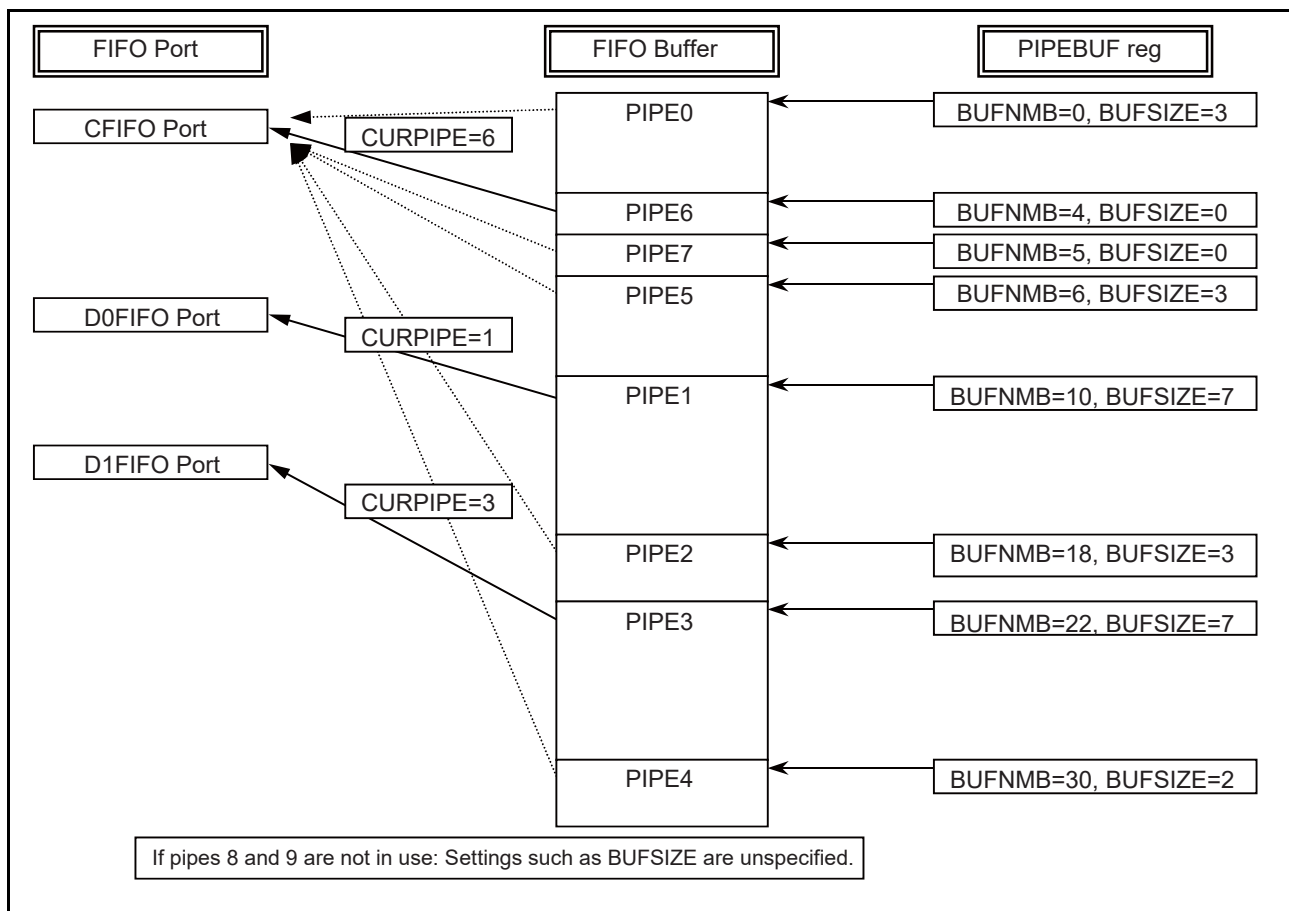 FIFO Port
FIFO Buffer
PIPEBUF reg
CFIFO Port
CURPIPE=6
PIPE0
BUFNMB=0, BUFSIZE=3
PIPE6
BUFNMB=4, BUFSIZE=0
PIPE7
BUFNMB=5, BUFSIZE=0
PIPE5
BUFNMB=6, BUFSIZE=3
D0FIFO Port
CURPIPE=1
PIPE1
BUFNMB=10, BUFSIZE=7
D1FIFO Port
CURPIPE=3
PIPE2
BUFNMB=18, BUFSIZE=3
PIPE3
BUFNMB=22, BUFSIZE=7
PIPE4
BUFNMB=30, BUFSIZE=2
If pipes 8 and 9 are not in use: Settings such as BUFSIZE are unspecified.